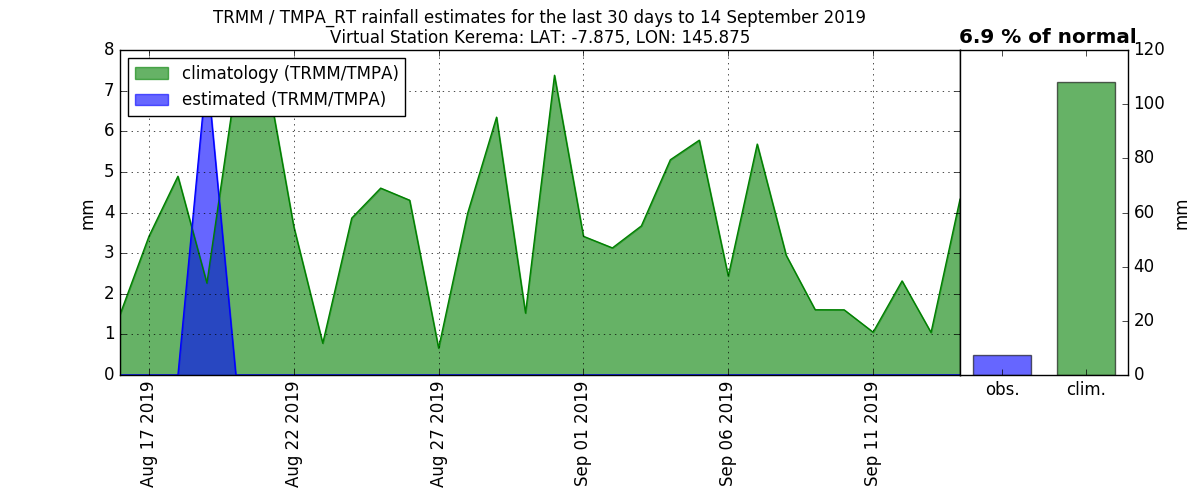 TRMM / TMPA_RT rainfall estimates for the last 30 days to 14 September 2019
Virtual Station Kerema: LAT: -7.875, LON: 145.875
6.9 % of normal
climatology (TRMM/TMPA)
estimated (TRMM/TMPA)
8
7
6
5
4
3
2
1
0
mm
120
100
80
60
40
20
0
mm
obs.
clim.
Aug 17 2019
Aug 22 2019
Aug 27 2019
Sep 01 2019
Sep 06 2019
Sep 11 2019